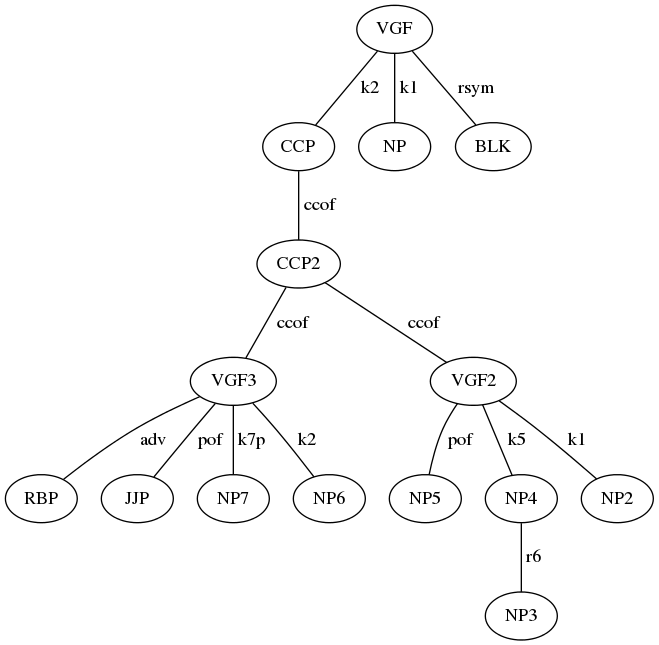 VGF
k2 k1 rsym
CCP NP BLK
ccof
CCP2
ccof ccof
VGF3 VGF2
adv pof k7p k2 pof k5 k1
RBP JJP NP7 NP6 NP5 NP4 NP2
r6
NP3